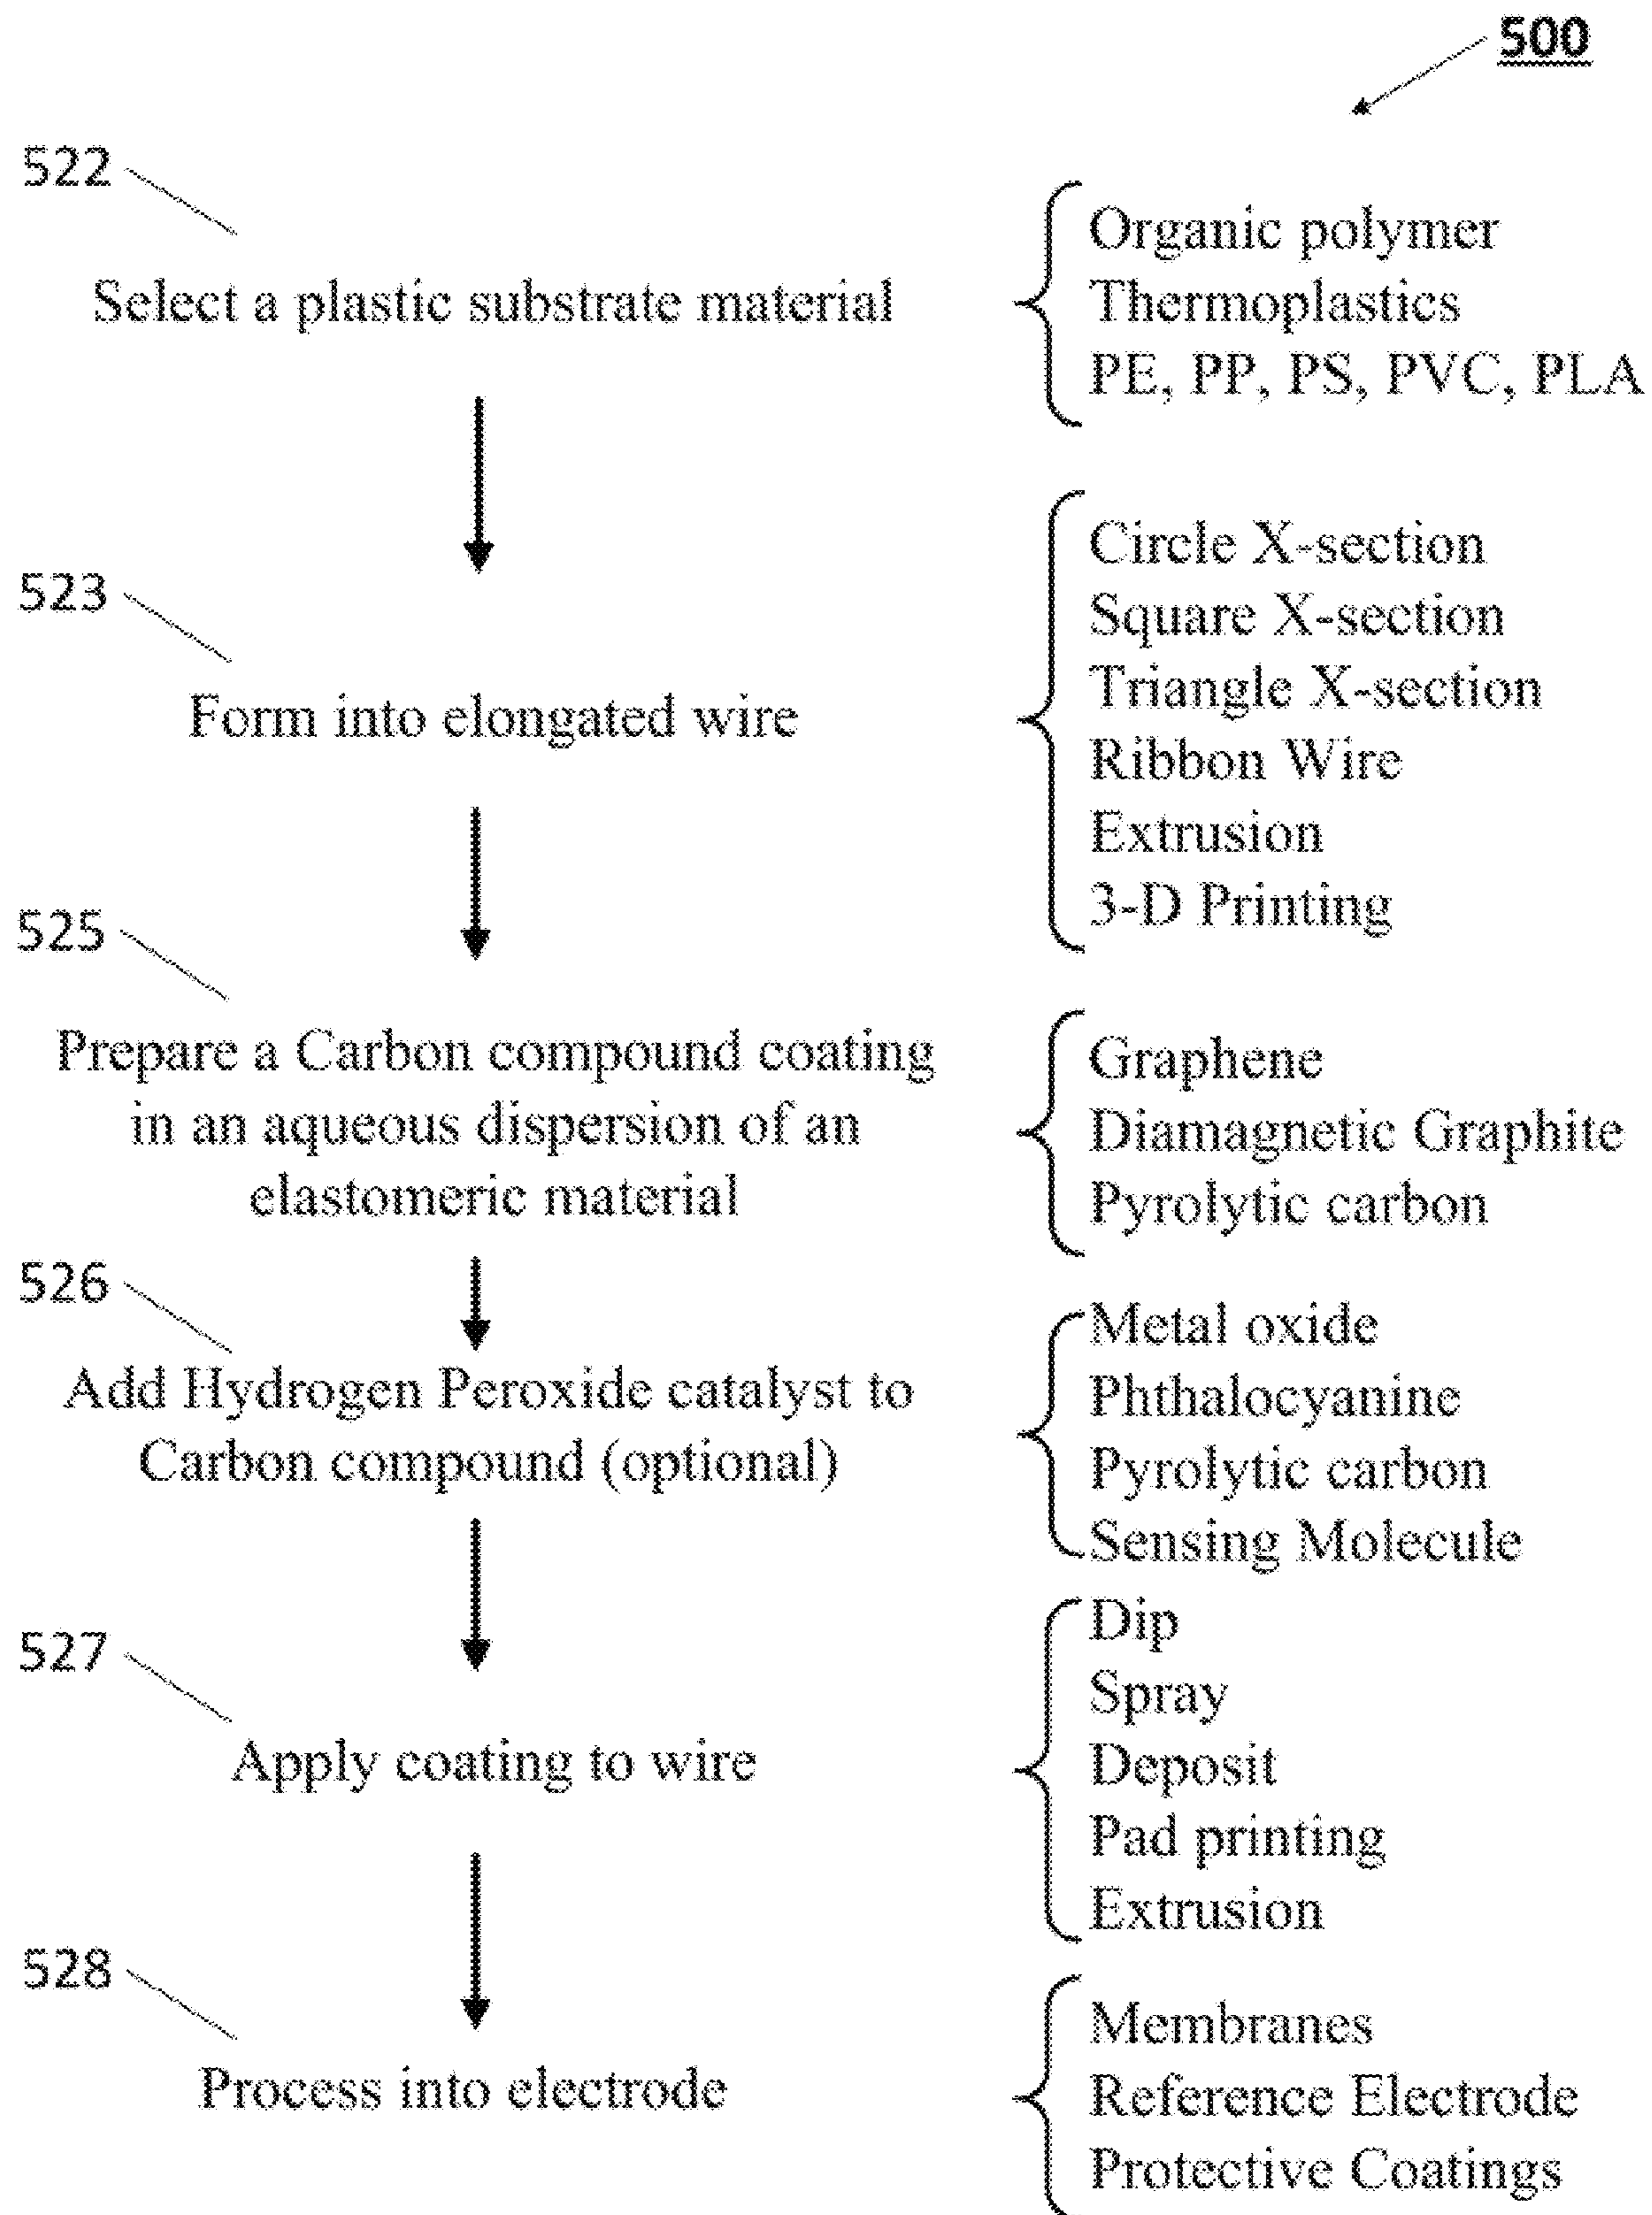 500
522
Select a plastic substrate material
Organic polymer
Thermoplastics
PE, PP, PS, PVC, PLA
523
Form into elongated wire
Circle X-section
Square X-section
Triangle X-section
Ribbon Wire
Extrusion
3-D Printing
525
Prepare a Carbon compound coating
in an aqueous dispersion of an
elastomeric material
Graphene
Diamagnetic Graphite
Pyrolytic carbon
526
Add Hydrogen Peroxide catalyst to
Carbon compound (optional)
Metal oxide
Phthalocyanine
Pyrolytic carbon
Sensing Molecule
527
Apply coating to wire
Dip
Spray
Deposit
Pad printing
Extrusion
528
Process into electrode
Membranes
Reference Electrode
Protective Coatings